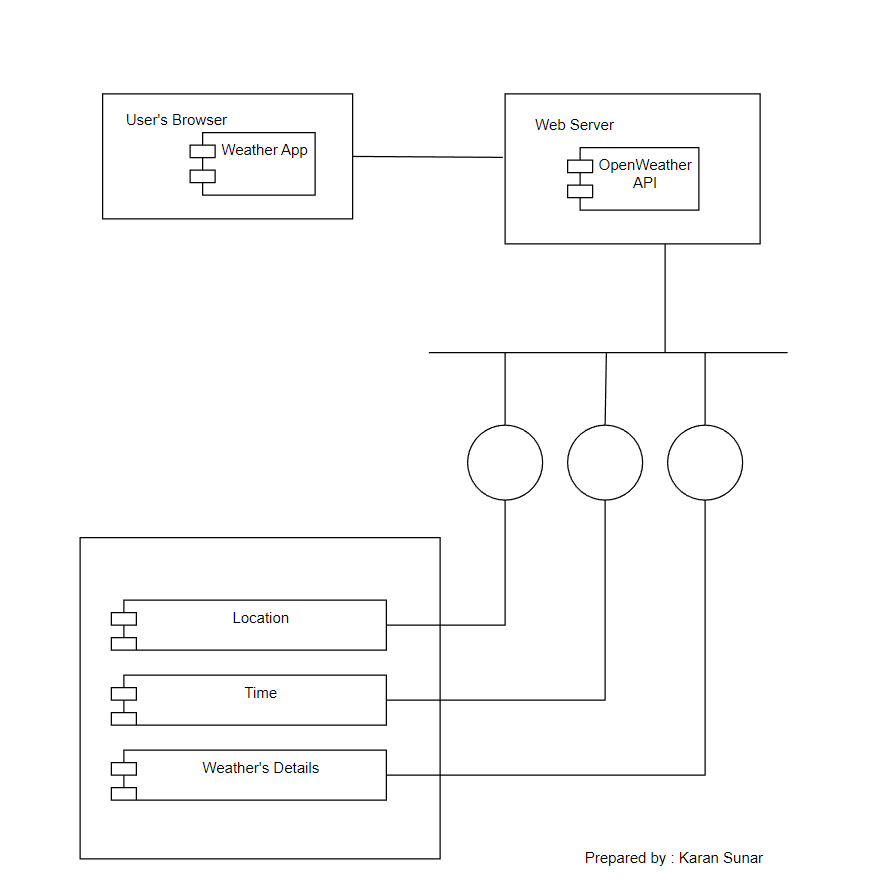 User's Browser
Weather App
Web Server
OpenWeather
API
Location
Time
Weather's Details
Prepared by : Karan Sunar